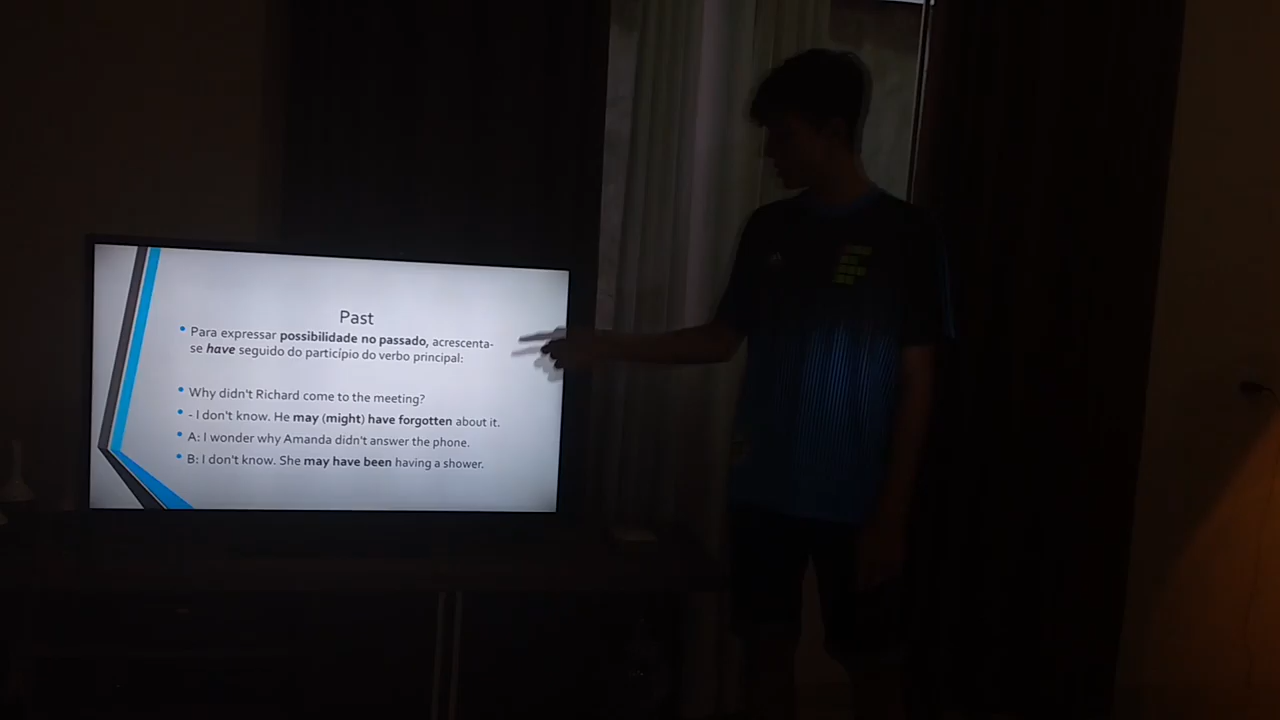 Past
Para expressar possibilidade no passado, acrescenta-
se have seguido do particípio do verbo principal:
Why didn't Richard come to the meeting?
- I don't know. He may (might) have forgotten about it.
A: I wonder why Amanda didn't answer the phone.
B: I don't know. She may have been having a shower.